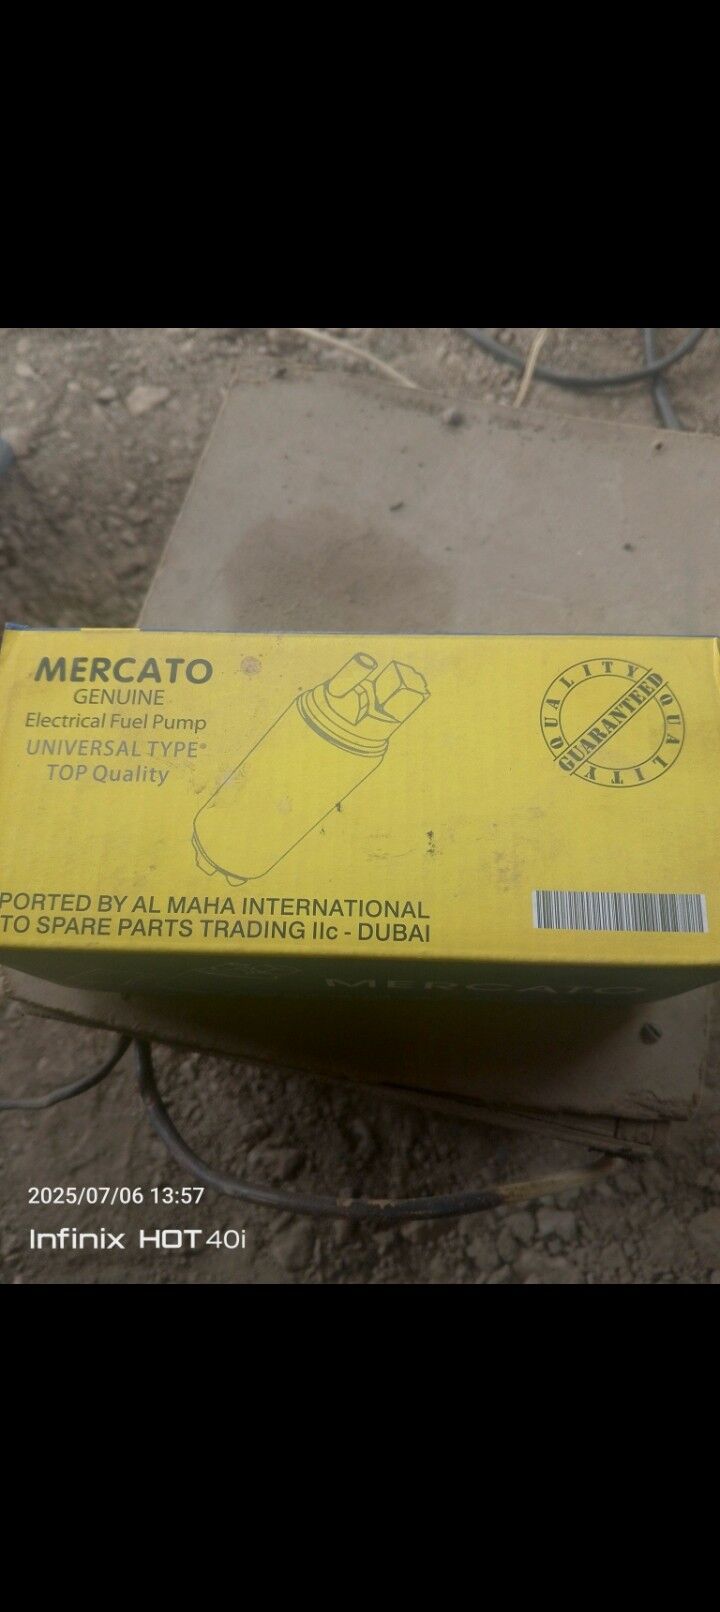 MERCATO
GENUINE
Electrical Fuel Pump
UNIVERSAL TYPE®
TOP Quality
QUALITY QUALITY
GUARANTEED
QUALITY
PORTED BY AL MAHA INTERNATIONAL
TO SPARE PARTS TRADING llc - DUBAI
MERCATO
2025/07/06 13:57
Infinix HOT 40i